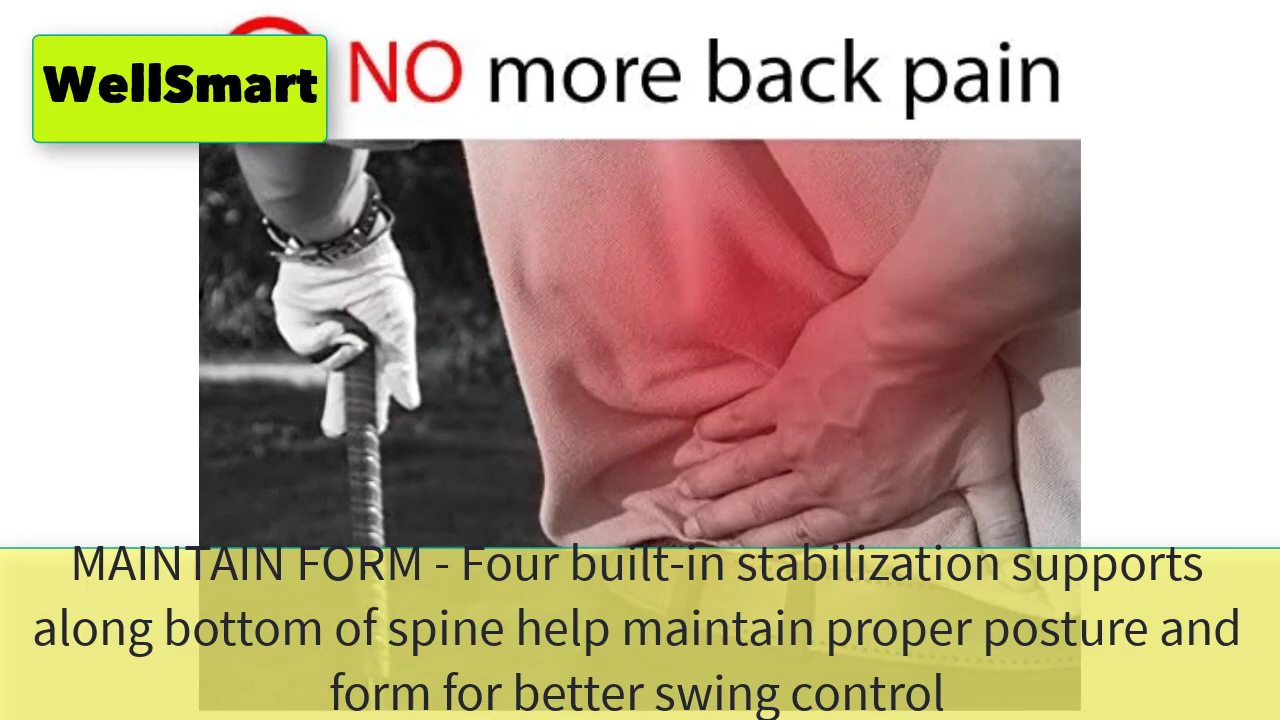 WellSmart
NO more back pain
MAINTAIN FORM - Four built-in stabilization supports
along bottom of spine help maintain proper posture and
form for better swing control